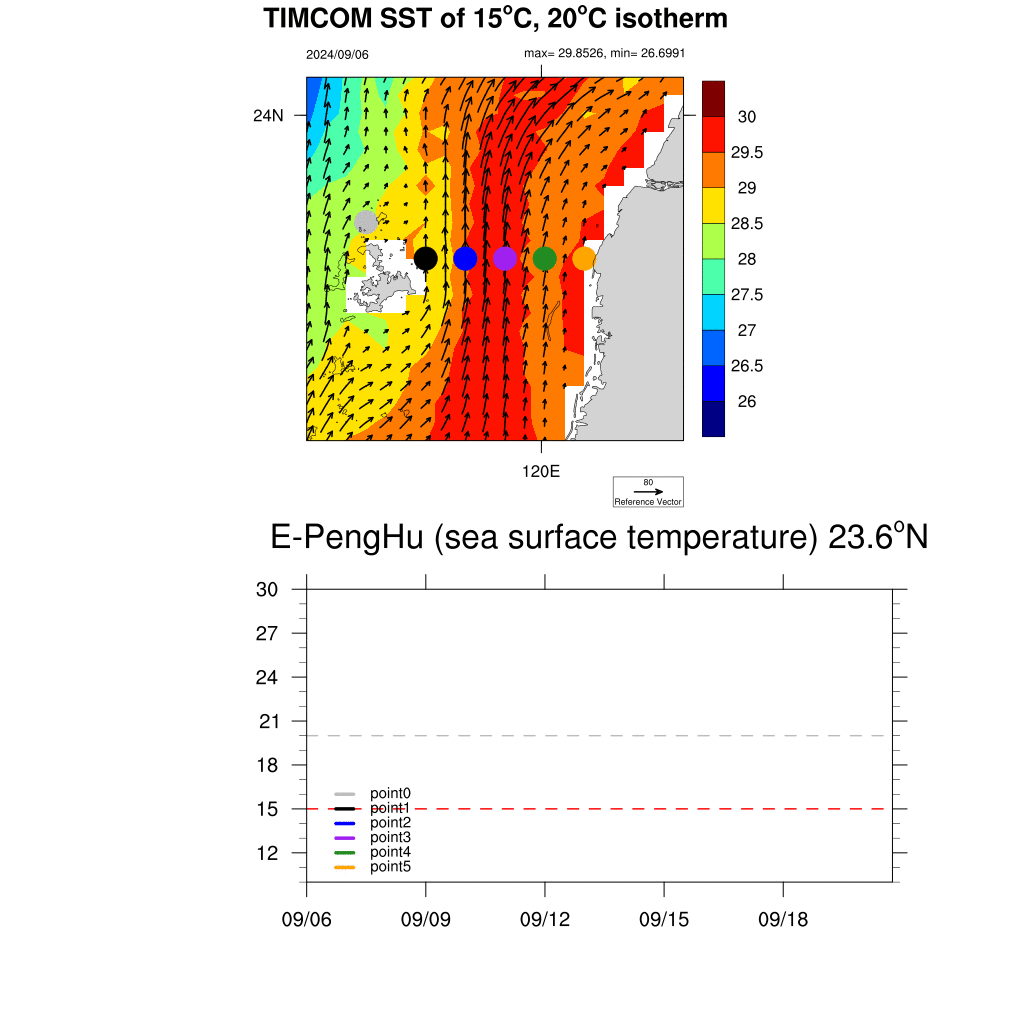 TIMCOM SST of 15°C, 20°C isotherm
2024/09/06
max= 29.8526, min= 26.6991
24N
120E
30
29.5
29
28.5
28
27.5
27
26.5
26
80
Reference Vector
E-PengHu (sea surface temperature) 23.6°N
30
27
24
21
18
15
12
point0
point1
point2
point3
point4
point5
09/06
09/09
09/12
09/15
09/18